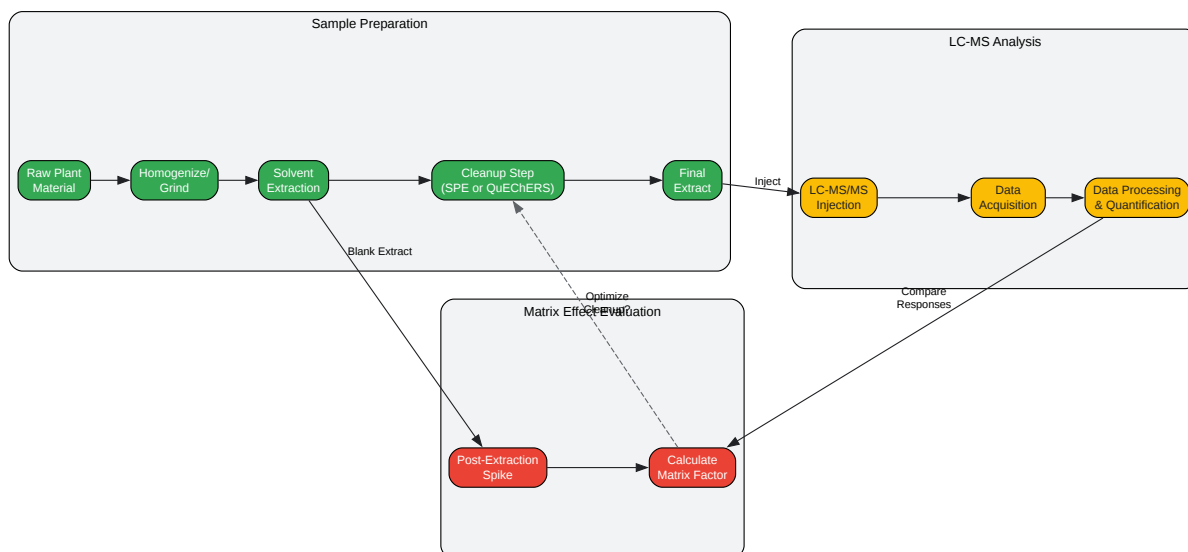 Sample Preparation
LC-MS Analysis
Raw Plant
Material
Homogenize/
Grind
Solvent
Extraction
Cleanup Step
(SPE or QuEChERS)
Final
Extract
Inject
LC-MS/MS
Injection
Data
Acquisition
Data Processing
& Quantification
Blank Extract
Optimize
Cleanup?
Compare
Responses
Matrix Effect Evaluation
Post-Extraction
Spike
Calculate
Matrix Factor